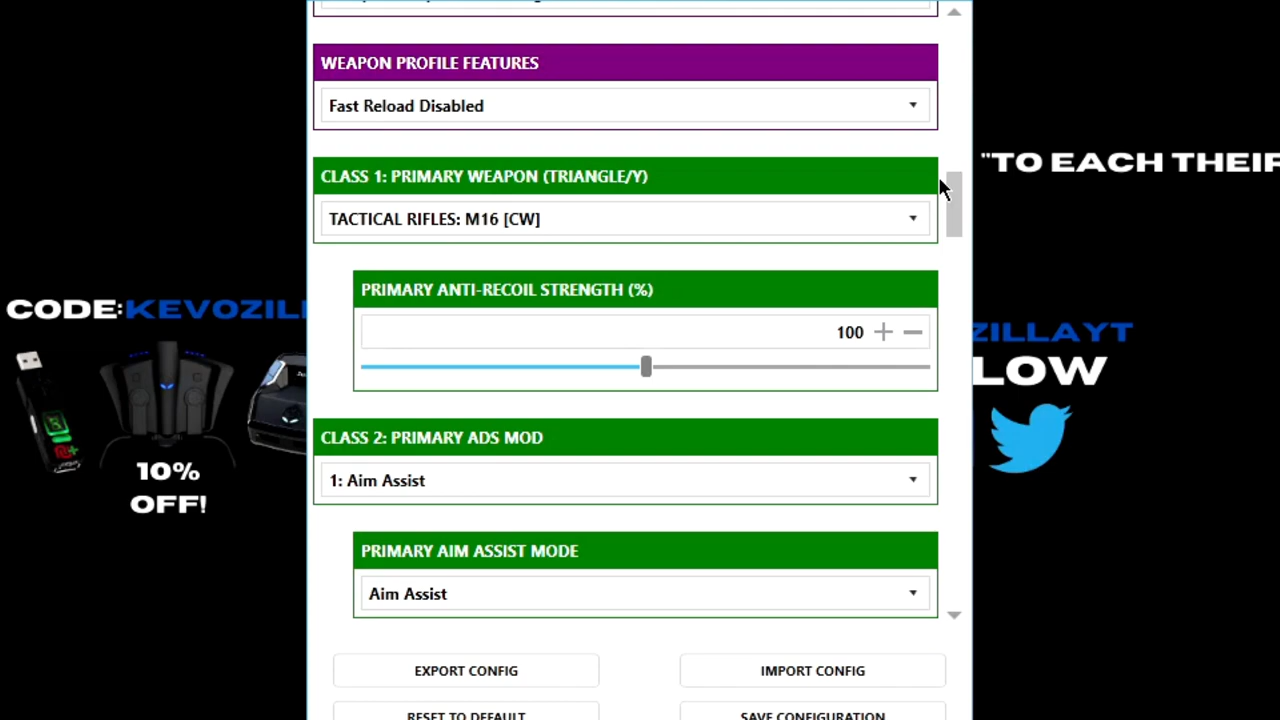 WEAPON PROFILE FEATURES
Fast Reload Disabled
CLASS 1: PRIMARY WEAPON (TRIANGLE/Y)
TACTICAL RIFLES: M16 [CW]
PRIMARY ANTI-RECOIL STRENGTH (%)
100
CLASS 2: PRIMARY ADS MOD
1: Aim Assist
PRIMARY AIM ASSIST MODE
Aim Assist
EXPORT CONFIG
IMPORT CONFIG
RESET TO DEFAULT
SAVE CONFIGURATION
CODE:KEVOZILL
10%
OFF!
"TO EACH THEIR
ZILLAYT
LOW